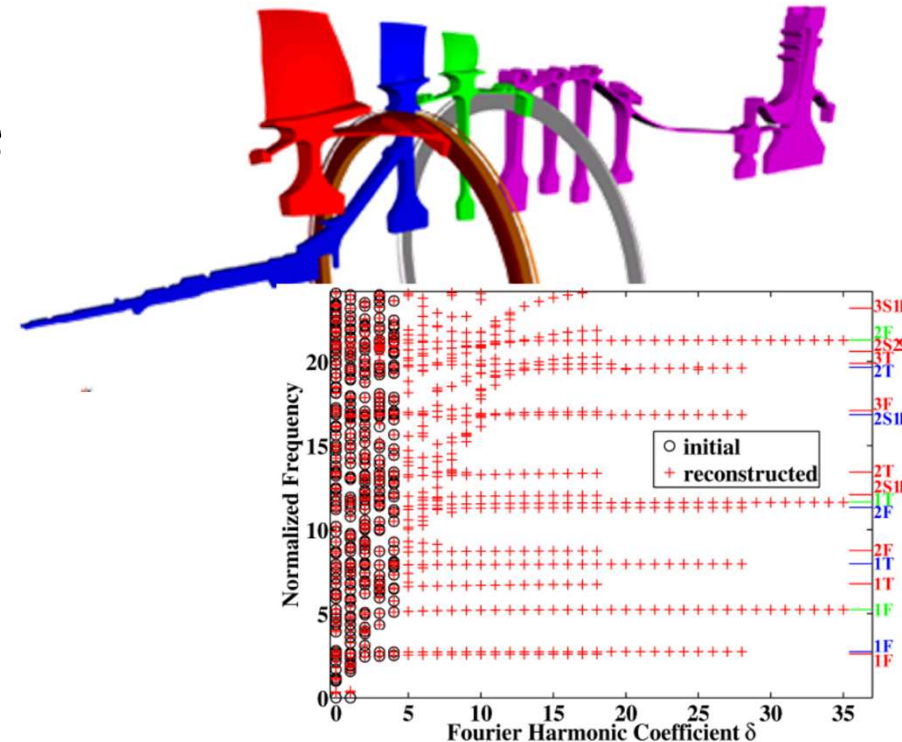 3S1
2F
2S2
3T
2T
3F
2S1
2T
2S1
1T
2F
2F
1T
1T
1F
1F
1F
20
15
10
5
0
Normalized Frequency
initial
reconstructed
0 5 10 15 20 25 30 35
Fourier Harmonic Coefficient δ